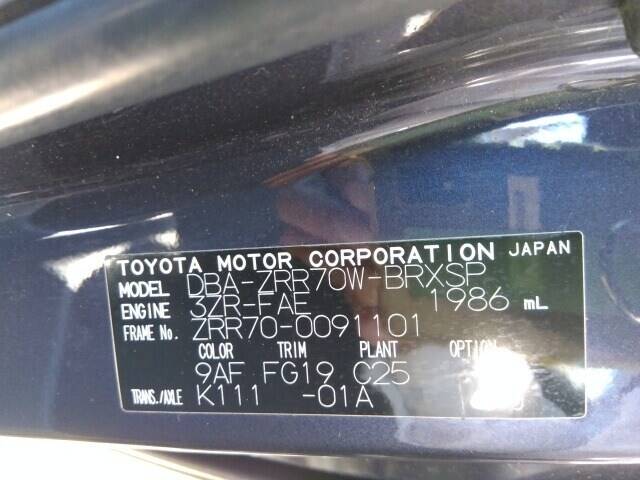 TOYOTA MOTOR CORPORATION JAPAN
MODEL DBA-ZRR70W-BRXSP
ENGINE 3ZR-FAE 1986 mL
FRAME No. ZRR70-0091101
COLOR TRIM PLANT OPTION
9AF FG19 C25
TRANS./AXLE K111 -01A